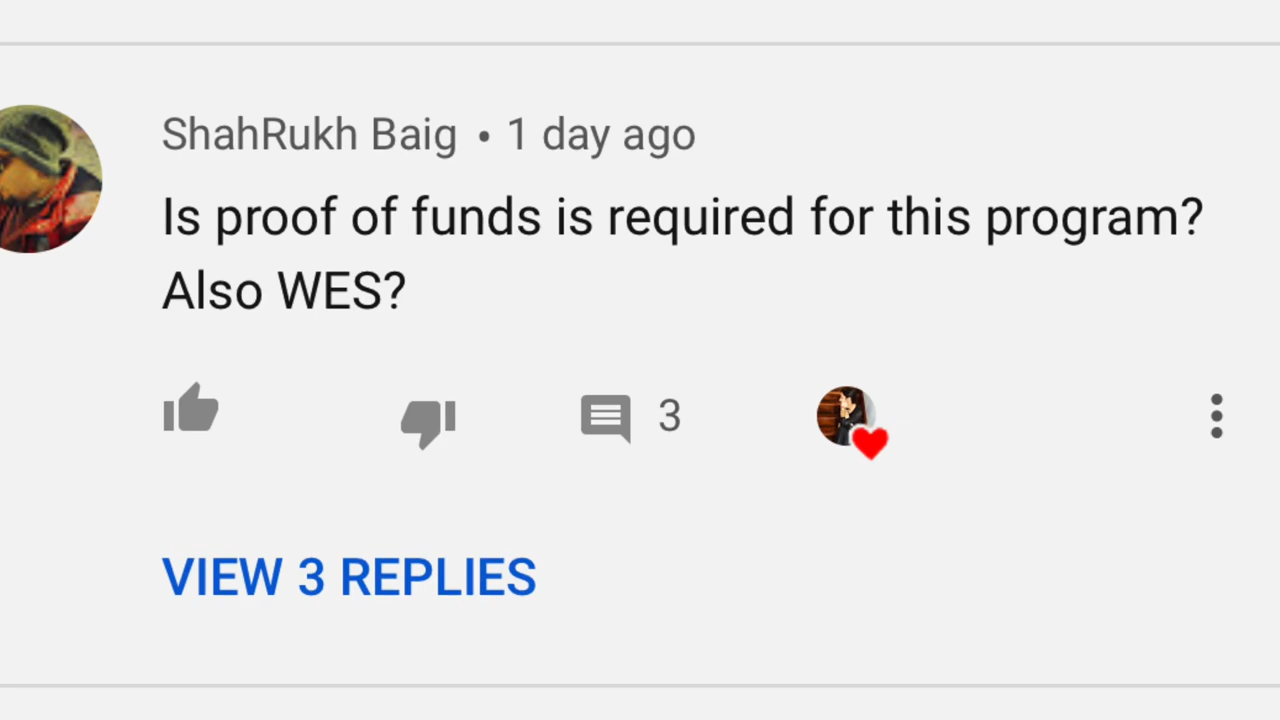 ShahRukh Baig • 1 day ago
Is proof of funds is required for this program?
Also WES?
3
VIEW 3 REPLIES